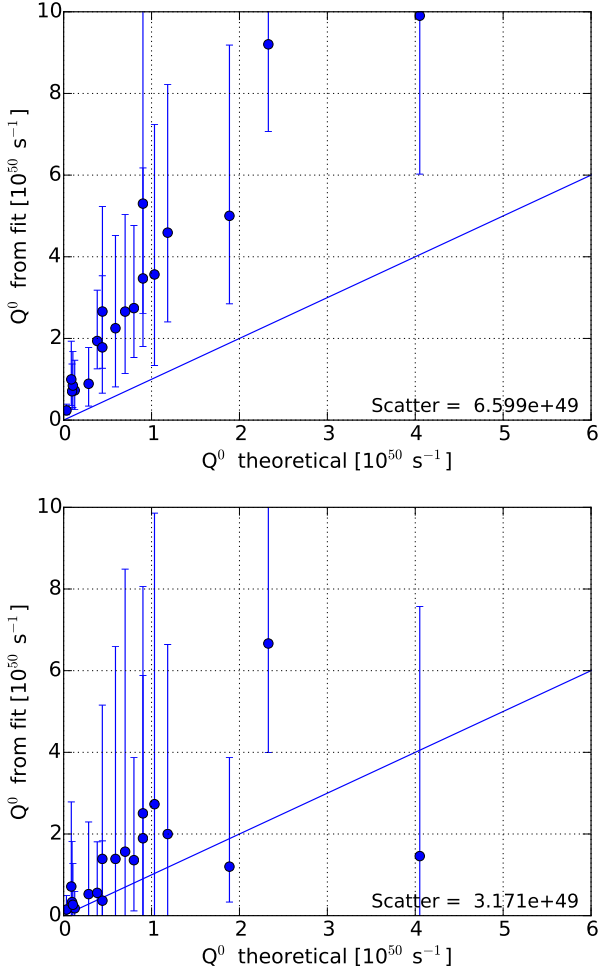 10
8
6
4
2
0
Q⁰ from fit [10⁵⁰ s⁻¹]
Scatter = 6.599e+49
0 1 2 3 4 5 6
Q⁰ theoretical [10⁵⁰ s⁻¹]
10
8
6
4
2
0
Q⁰ from fit [10⁵⁰ s⁻¹]
Scatter = 3.171e+49
0 1 2 3 4 5 6
Q⁰ theoretical [10⁵⁰ s⁻¹]